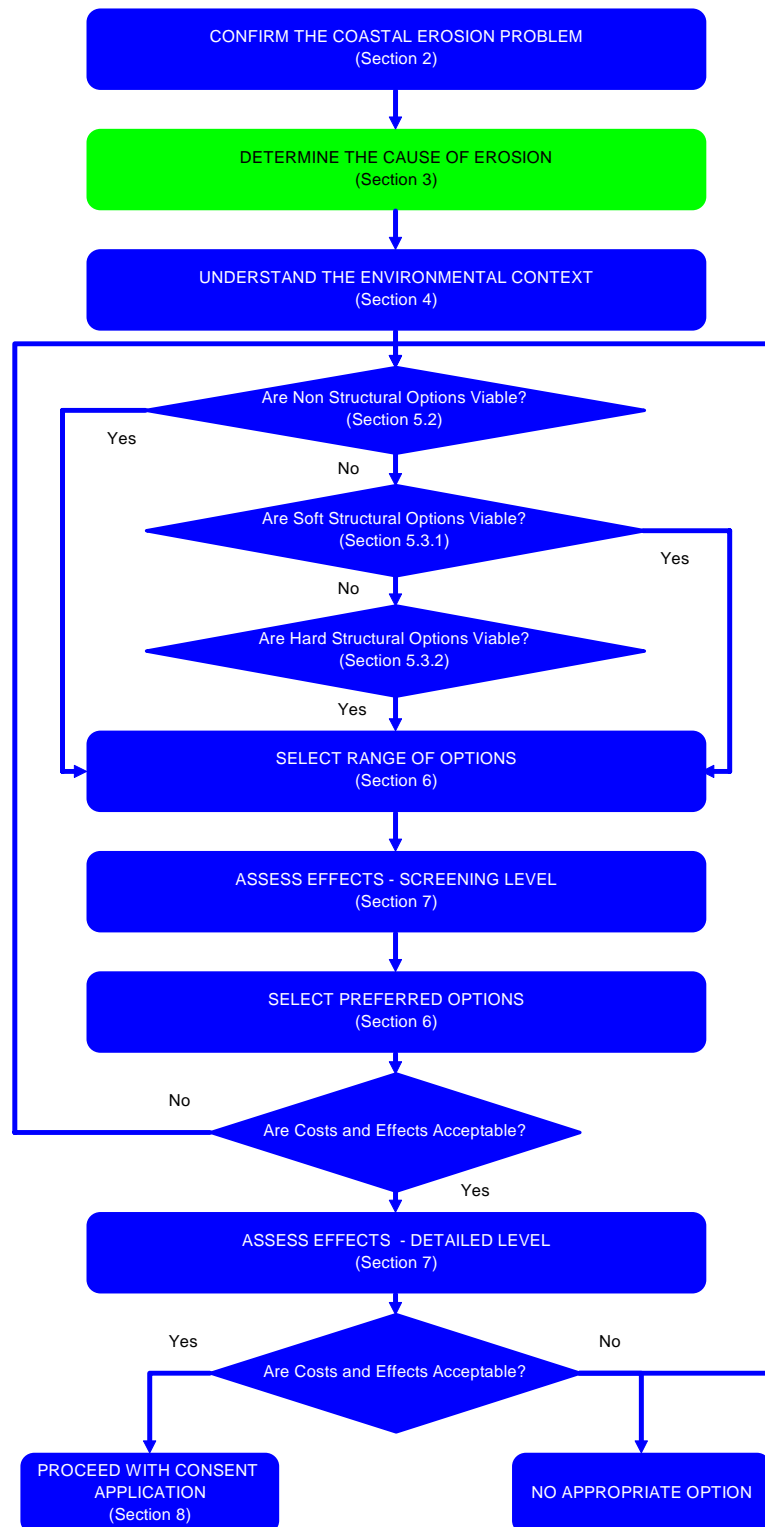 CONFIRM THE COASTAL EROSION PROBLEM
(Section 2)
DETERMINE THE CAUSE OF EROSION
(Section 3)
UNDERSTAND THE ENVIRONMENTAL CONTEXT
(Section 4)
Are Non Structural Options Viable?
(Section 5.2)
Yes
No
Are Soft Structural Options Viable?
(Section 5.3.1)
Yes
No
Are Hard Structural Options Viable?
(Section 5.3.2)
Yes
SELECT RANGE OF OPTIONS
(Section 6)
ASSESS EFFECTS - SCREENING LEVEL
(Section 7)
SELECT PREFERRED OPTIONS
(Section 6)
No
Are Costs and Effects Acceptable?
Yes
ASSESS EFFECTS - DETAILED LEVEL
(Section 7)
Yes
No
Are Costs and Effects Acceptable?
PROCEED WITH CONSENT
APPLICATION
(Section 8)
NO APPROPRIATE OPTION